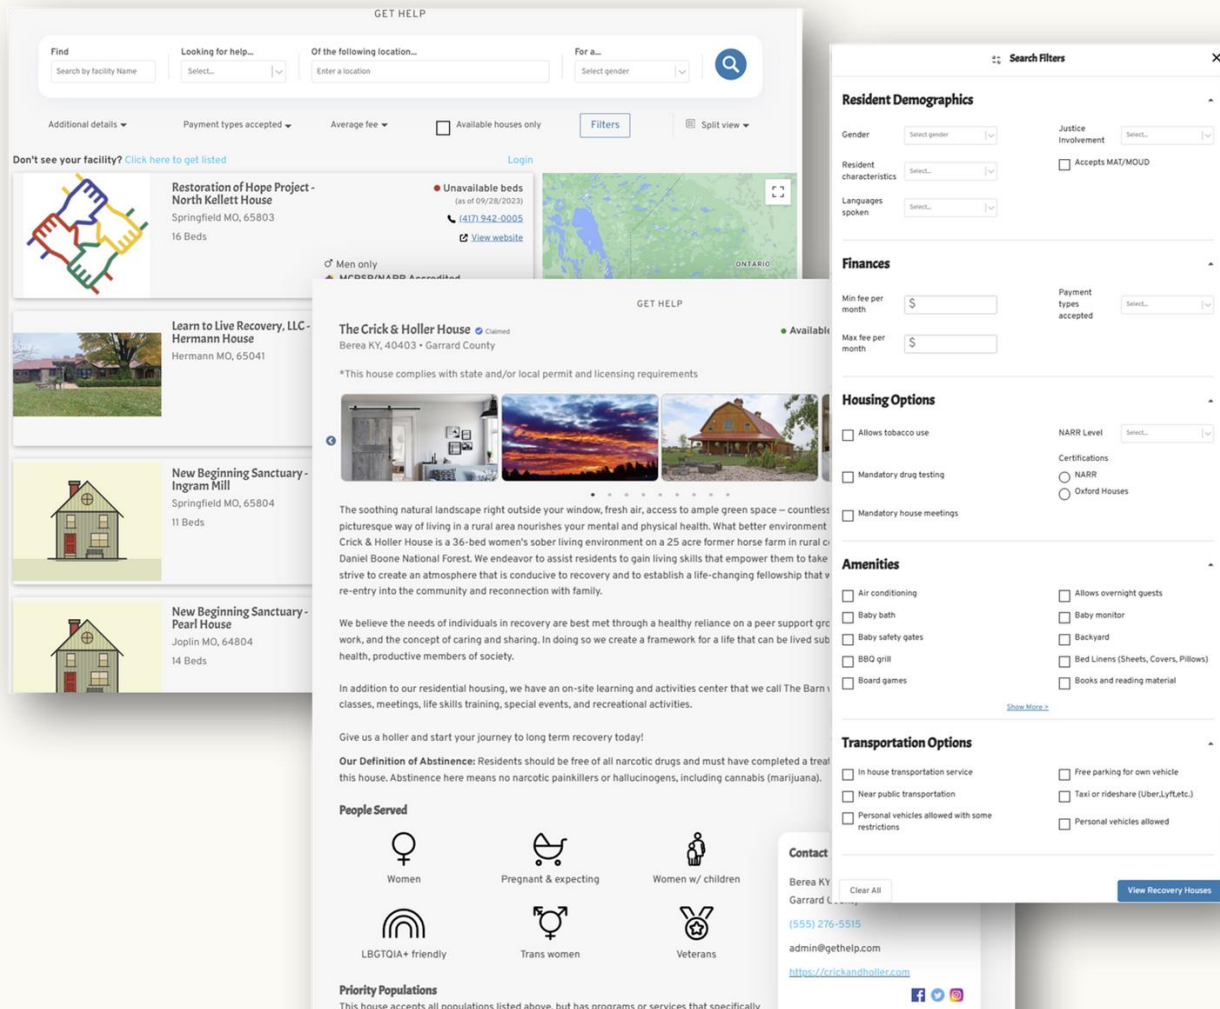 GET HELP
Find
Looking for help...
Of the following location...
For a...
Search by facility Name
Select...
Enter a location
Select gender
Additional details
Payment types accepted
Average fee
Available houses only
Filters
Split view
Don't see your facility? Click here to get listed
Login
Restoration of Hope Project -
North Kellett House
Springfield MO, 65803
16 Beds
Unavailable beds
(as of 09/28/2023)
(417) 942-0005
View website
Men only
MCRSP/NARR Accredited
ONTARIO
Learn to Live Recovery, LLC -
Hermann House
Hermann MO, 65041
New Beginning Sanctuary -
Ingram Mill
Springfield MO, 65804
11 Beds
New Beginning Sanctuary -
Pearl House
Joplin MO, 64804
14 Beds
GET HELP
The Crick & Holler House Claimed
Available
Berea KY, 40403 • Garrard County
*This house complies with state and/or local permit and licensing requirements
The soothing natural landscape right outside your window, fresh air, access to ample green space — countless
picturesque way of living in a rural area nourishes your mental and physical health. What better environment
Crick & Holler House is a 36-bed women's sober living environment on a 25 acre former horse farm in rural
Daniel Boone National Forest. We endeavor to assist residents to gain living skills that empower them to take
strive to create an atmosphere that is conducive to recovery and to establish a life-changing fellowship that
re-entry into the community and reconnection with family.
We believe the needs of individuals in recovery are best met through a healthy reliance on a peer support
work, and the concept of caring and sharing. In doing so we create a framework for a life that can be lived
health, productive members of society.
In addition to our residential housing, we have an on-site learning and activities center that we call The Barn
classes, meetings, life skills training, special events, and recreational activities.
Give us a holler and start your journey to long term recovery today!
Our Definition of Abstinence: Residents should be free of all narcotic drugs and must have completed a
this house. Abstinence here means no narcotic painkillers or hallucinogens, including cannabis (marijuana).
People Served
Women
Pregnant & expecting
Women w/ children
LBGTQIA+ friendly
Trans women
Veterans
Priority Populations
This house accepts all populations listed above, but has programs or services that specifically
Contact
Berea KY
Garrard
(555) 276-5515
admin@gethelp.com
https://crickandholler.com
Search Filters
Resident Demographics
Gender
Select gender
Justice
Involvement
Select...
Resident
characteristics
Select...
Accepts MAT/MOUD
Languages
spoken
Select...
Finances
Min fee per
month
$
Payment
types
accepted
Select...
Max fee per
month
$
Housing Options
Allows tobacco use
NARR Level
Select...
Certifications
Mandatory drug testing
NARR
Oxford Houses
Mandatory house meetings
Amenities
Air conditioning
Allows overnight guests
Baby bath
Baby monitor
Baby safety gates
Backyard
BBQ grill
Bed Linens (Sheets, Covers, Pillows)
Board games
Books and reading material
Show More >
Transportation Options
In house transportation service
Free parking for own vehicle
Near public transportation
Taxi or rideshare (Uber,Lyft,etc.)
Personal vehicles allowed with some
restrictions
Personal vehicles allowed
Clear All
View Recovery Houses